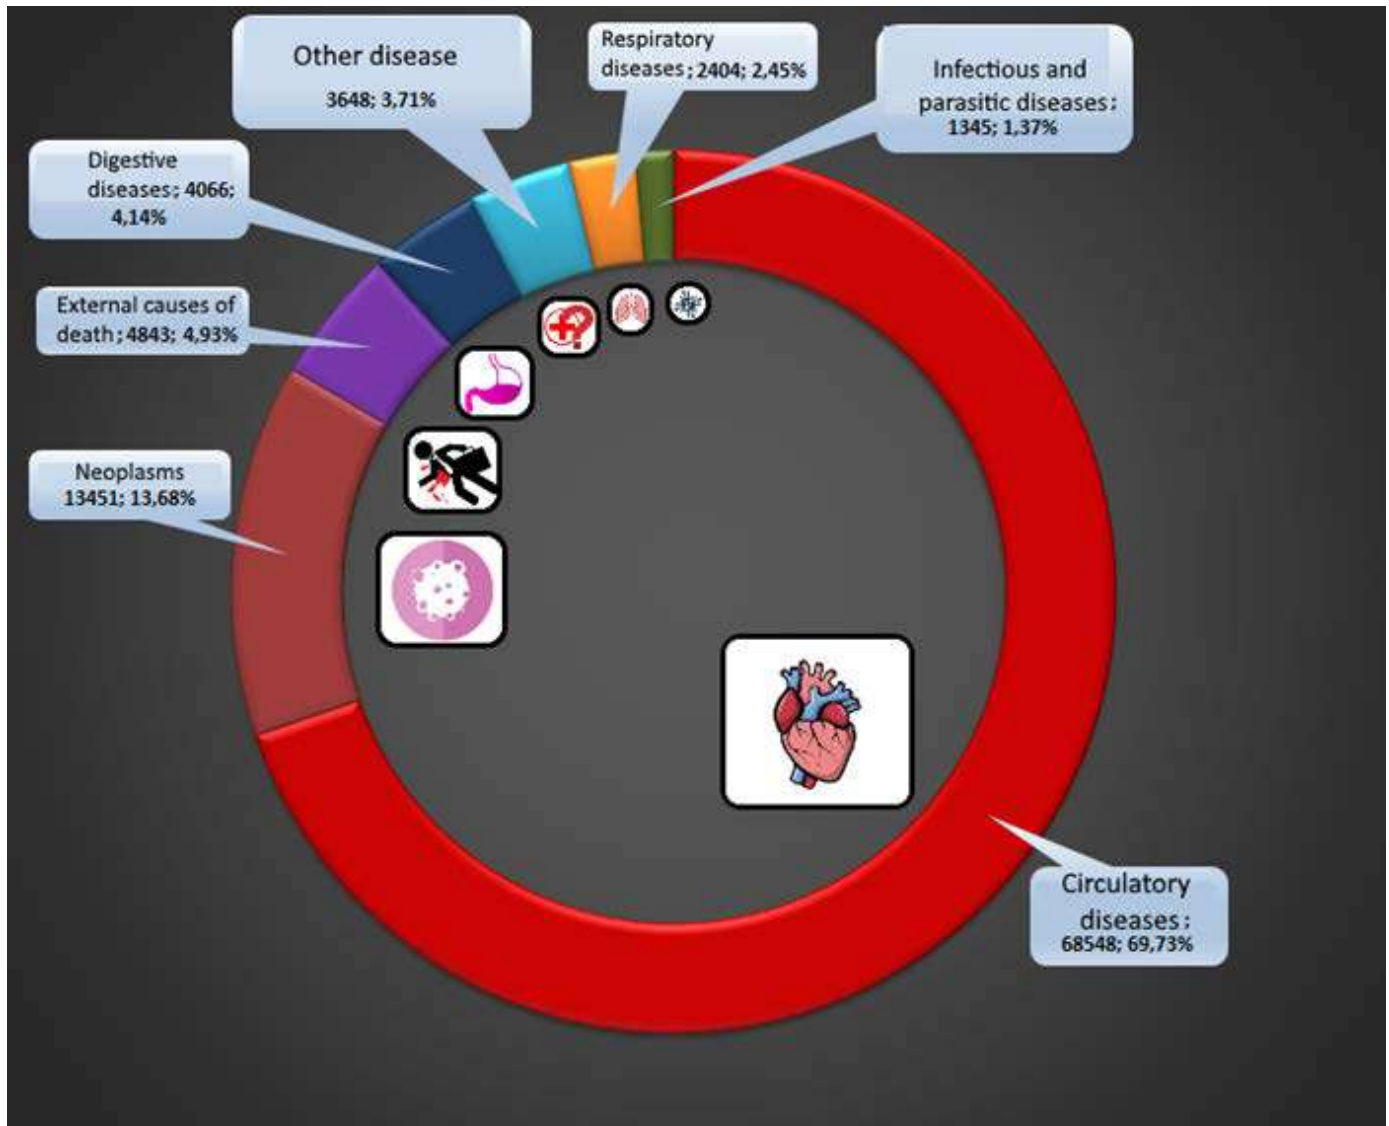 Other disease
3648; 3,71%
Respiratory
diseases; 2404; 2,45%
Infectious and
parasitic diseases;
1345; 1,37%
Digestive
diseases; 4066;
4,14%
External causes of
death; 4843; 4,93%
Neoplasms
13451; 13,68%
Circulatory
diseases;
68548; 69,73%